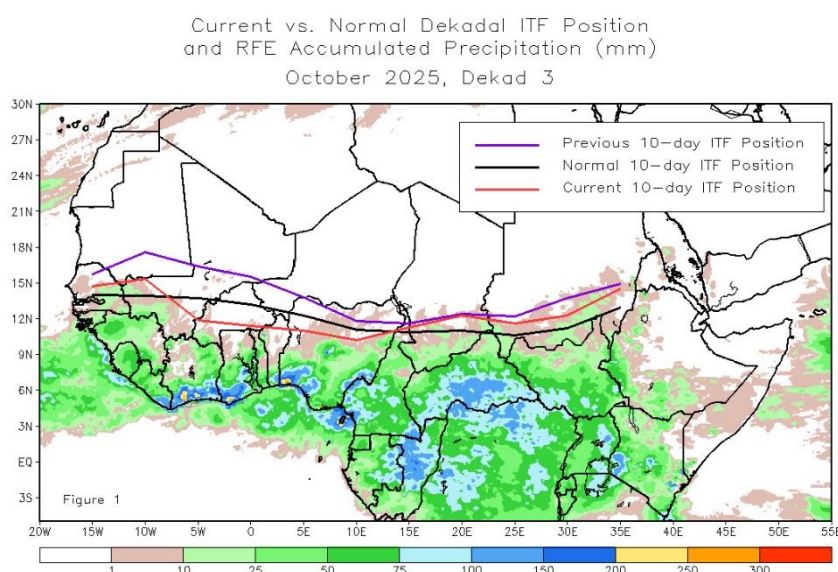 Current vs. Normal Dekadal ITF Position
and RFE Accumulated Precipitation (mm)
October 2025, Dekad 3
30N
27N
24N
21N
18N
15N
12N
9N
6N
3N
EQ
3S
Previous 10-day ITF Position
Normal 10-day ITF Position
Current 10-day ITF Position
Figure 1
20W 15W 10W 5W 0 5E 10E 15E 20E 25E 30E 35E 40E 45E 50E 55E
1 10 25 50 75 100 150 200 250 300